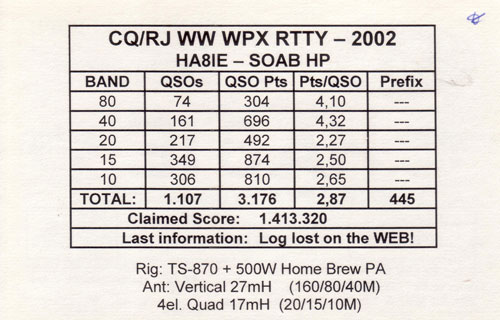 CQ/RJ WW WPX RTTY – 2002
HA8IE – SOAB HP
BAND QSOs QSO Pts Pts/QSO Prefix
80 74 304 4,10 ---
40 161 696 4,32 ---
20 217 492 2,27 ---
15 349 874 2,50 ---
10 306 810 2,65 ---
TOTAL: 1.107 3.176 2,87 445
Claimed Score: 1.413.320
Last information: Log lost on the WEB!
Rig: TS-870 + 500W Home Brew PA
Ant: Vertical 27mH (160/80/40M)
4el. Quad 17mH (20/15/10M)